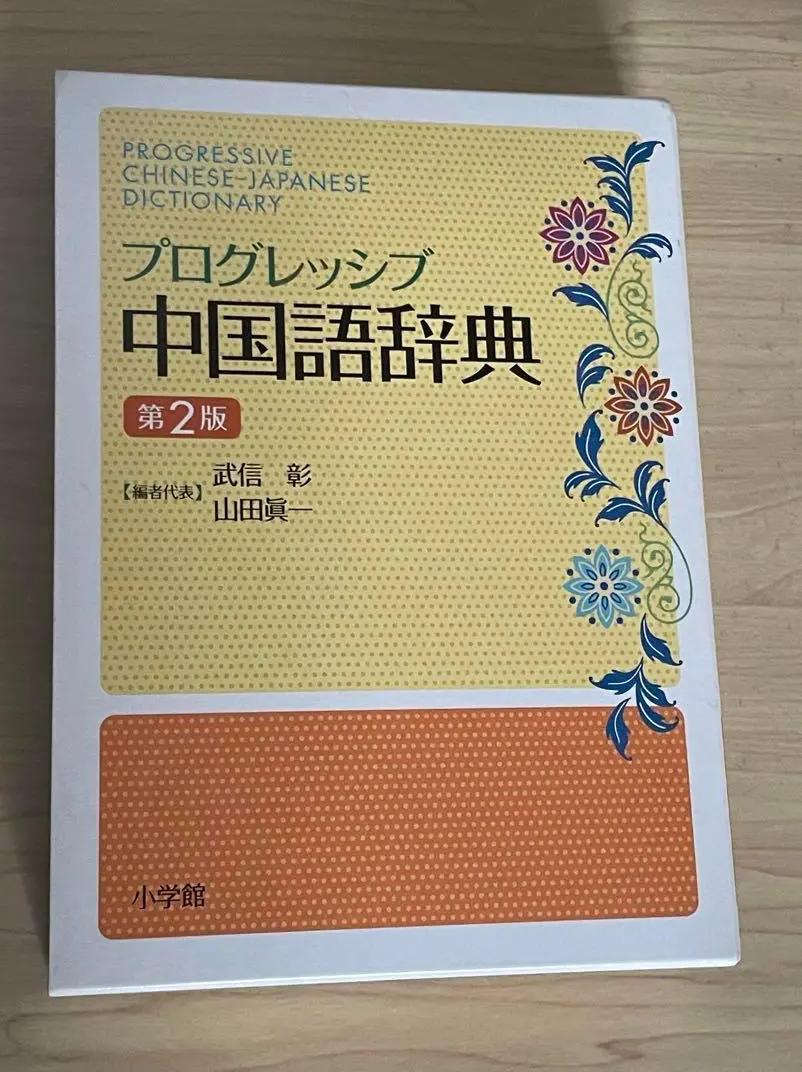 PROGRESSIVE
CHINESE–JAPANESE
DICTIONARY
プログレッシブ
中国語辞典
第2版
【編者代表】
武信 彰
山田眞一
小学館